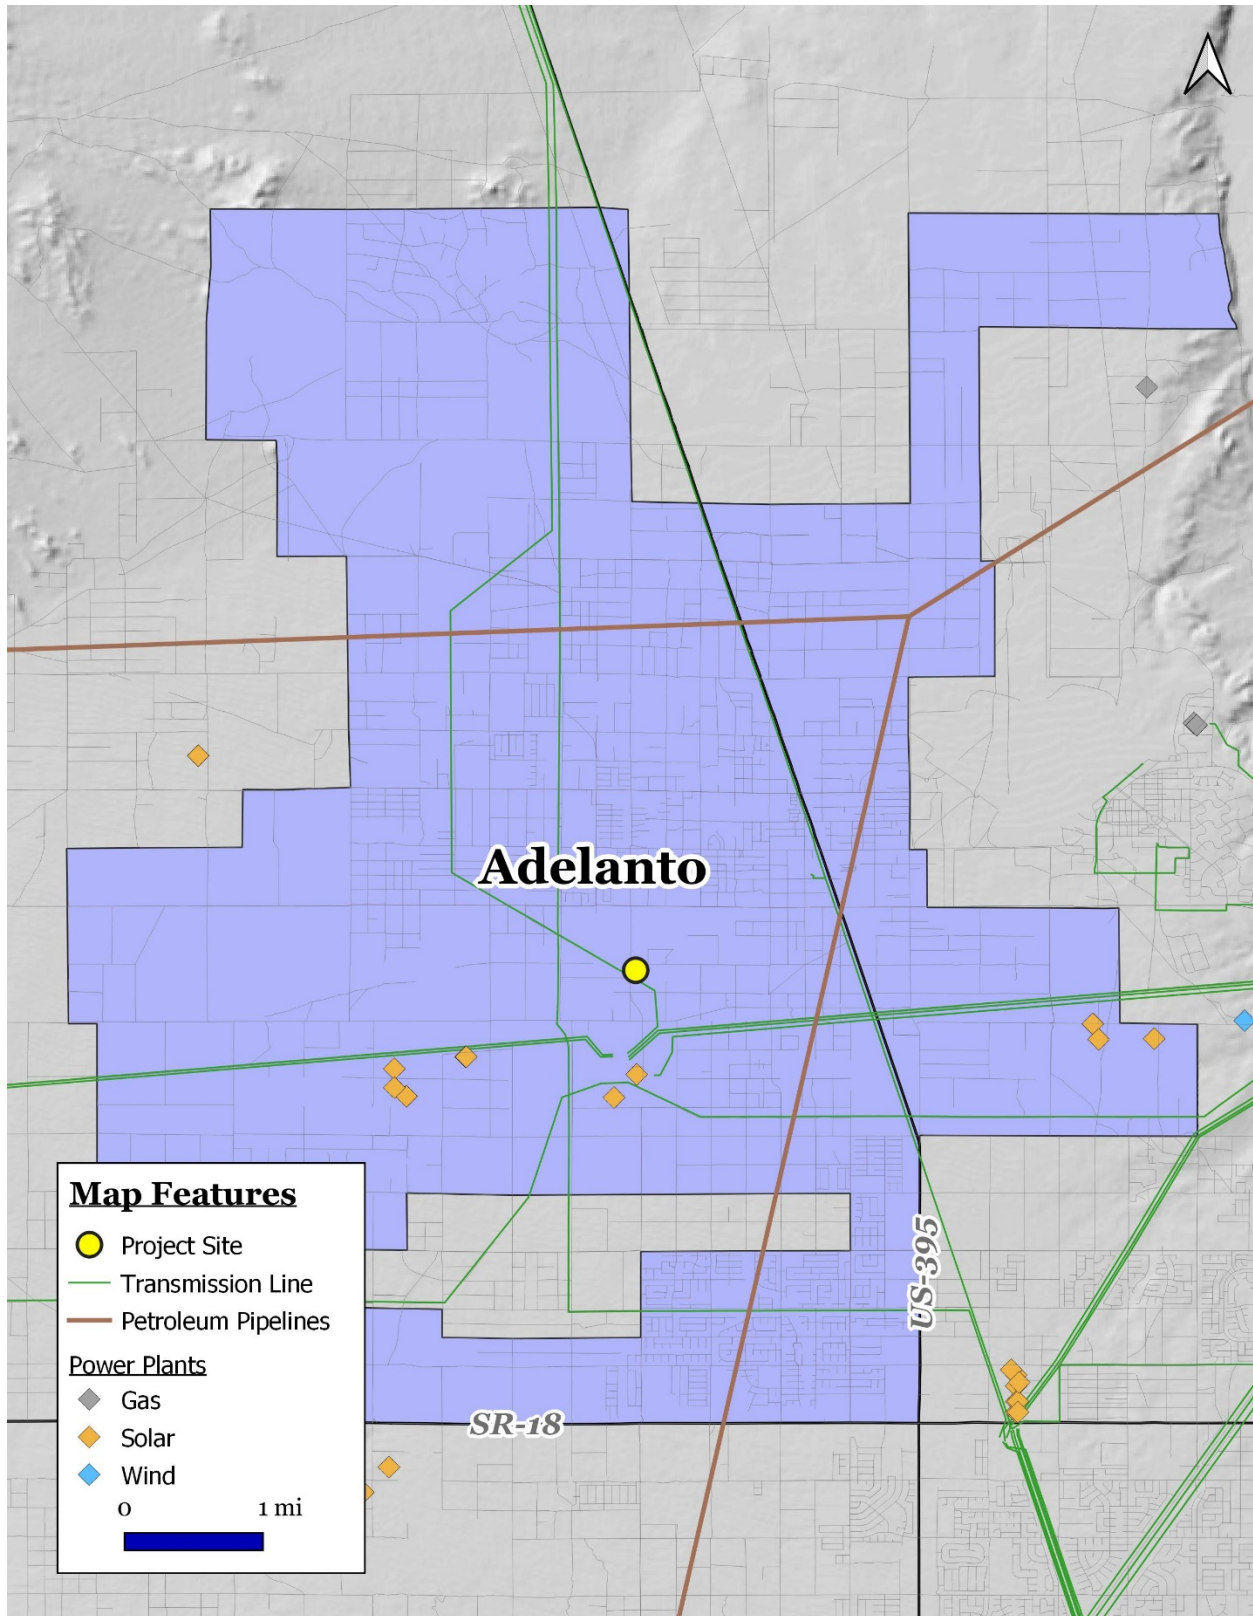 Adelanto
Map Features
Project Site
Transmission Line
Petroleum Pipelines
Power Plants
Gas
Solar
Wind
0 1 mi
US-395
SR-18